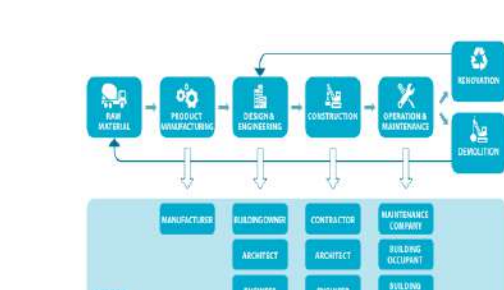 RENOVATION
RAW
MATERIAL
PRODUCT
MANUFACTURING
DESIGN &
ENGINEERING
CONSTRUCTION
OPERATION &
MAINTENANCE
DEMOLITION
MANUFACTURER
BUILDING OWNER
CONTRACTOR
MAINTENANCE
COMPANY
ARCHITECT
ARCHITECT
BUILDING
OCCUPANT
BUILDING